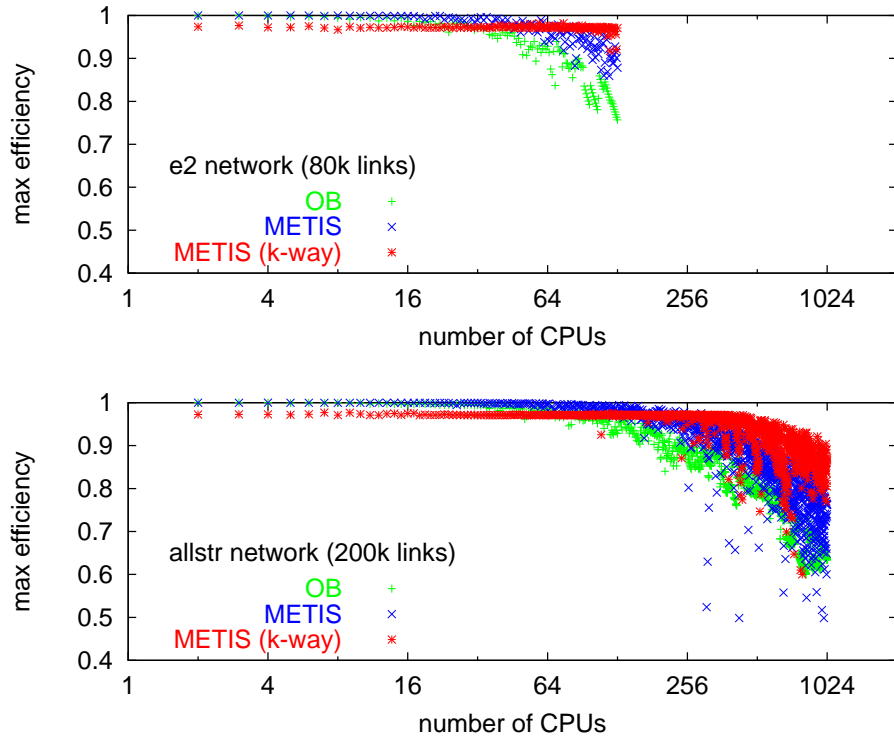 1
0.9
0.8
0.7
0.6
0.5
0.4
max efficiency
e2 network (80k links)
OB
METIS
METIS (k-way)
1 4 16 64 256 1024
number of CPUs
1
0.9
0.8
0.7
0.6
0.5
0.4
max efficiency
allstr network (200k links)
OB
METIS
METIS (k-way)
1 4 16 64 256 1024
number of CPUs